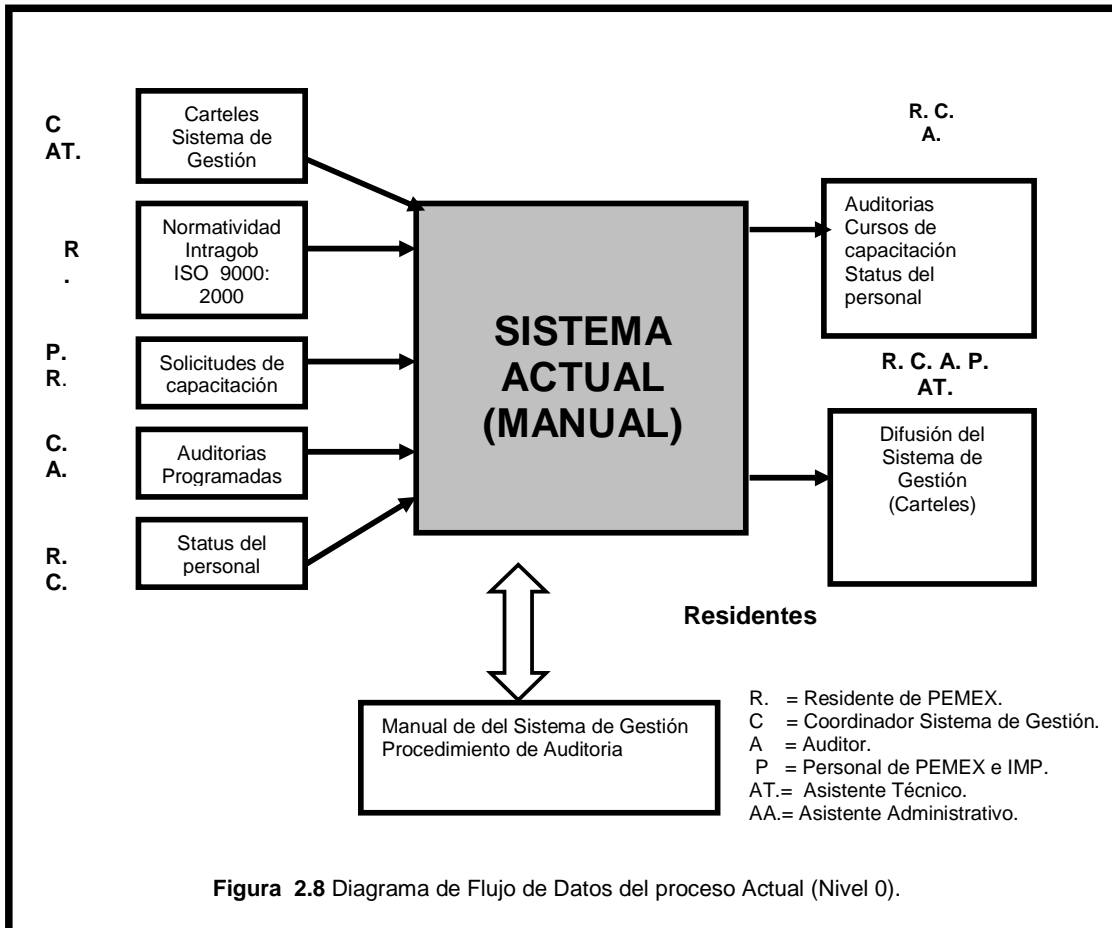 C
AT.
Carteles
Sistema de
Gestión
R
.
Normatividad
Intragob
ISO 9000:
2000
P.
R.
Solicitudes de
capacitación
C.
A.
Auditorias
Programadas
R.
C.
Status del
personal
SISTEMA
ACTUAL
(MANUAL)
R. C.
A.
Auditorias
Cursos de
capacitación
Status del
personal
R. C. A. P.
AT.
Difusión del
Sistema de
Gestión
(Carteles)
Residentes
Manual de del Sistema de Gestión
Procedimiento de Auditoria
R. = Residente de PEMEX.
C = Coordinador Sistema de Gestión.
A = Auditor.
P = Personal de PEMEX e IMP.
AT.= Asistente Técnico.
AA.= Asistente Administrativo.
Figura 2.8 Diagrama de Flujo de Datos del proceso Actual (Nivel 0).